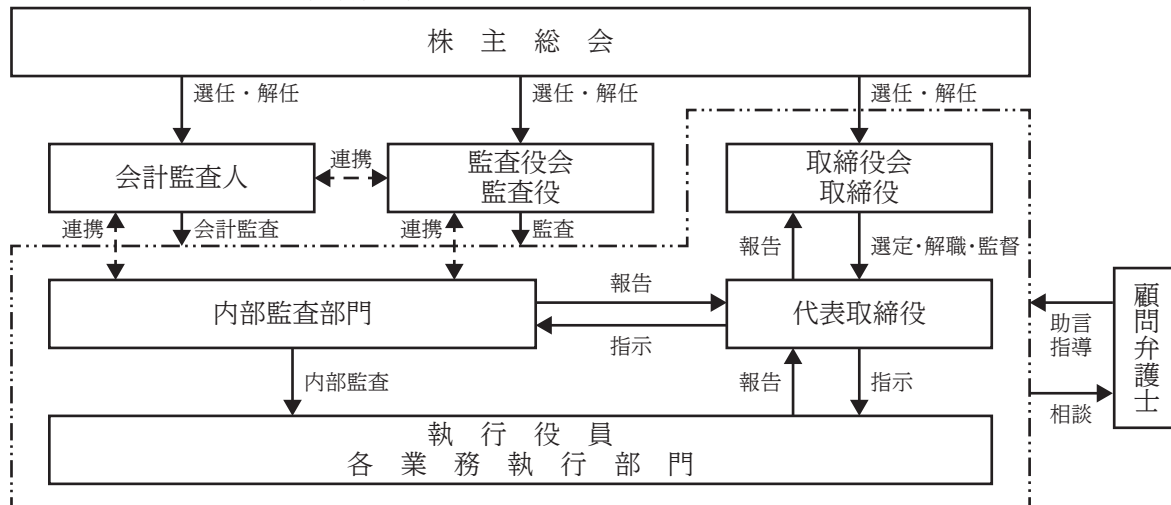 株主総会
選任・解任
選任・解任
選任・解任
会計監査人
連携
監査役会
監査役
取締役会
取締役
連携
会計監査
連携
監査
報告
選定・解職・監督
内部監査部門
報告
指示
代表取締役
助言
指導
顧問弁護士
内部監査
報告
指示
相談
執行役員
各業務執行部門